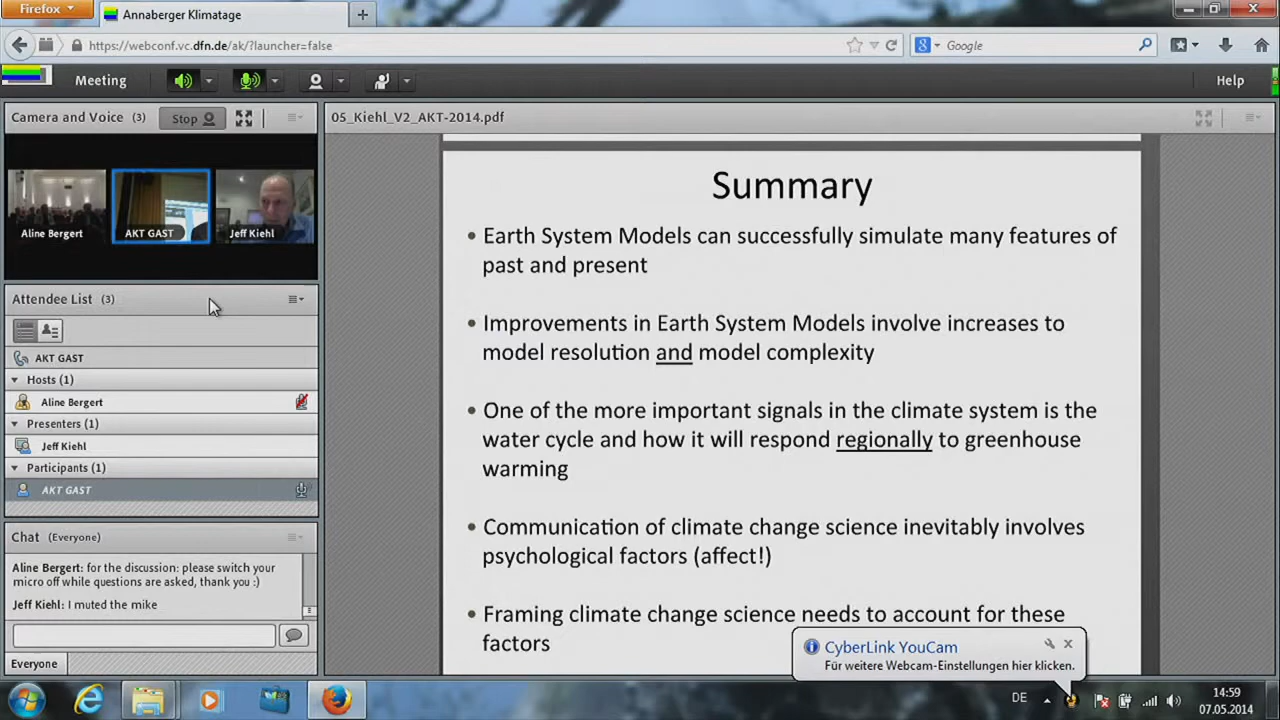 Firefox
Annaberger Klimatage
https://webconf.vc.dfn.de/ak/?launcher=false
Google
Meeting
Help
Camera and Voice (3)
Stop
05_Kiehl_V2_AKT-2014.pdf
Aline Bergert
AKT GAST
Jeff Kiehl
Attendee List (3)
AKT GAST
Hosts (1)
Aline Bergert
Presenters (1)
Jeff Kiehl
Participants (1)
AKT GAST
Chat (Everyone)
Aline Bergert: for the discussion: please switch your
micro off while questions are asked, thank you :)
Jeff Kiehl: I muted the mike
Everyone
Summary
• Earth System Models can successfully simulate many features of
past and present
• Improvements in Earth System Models involve increases to
model resolution and model complexity
• One of the more important signals in the climate system is the
water cycle and how it will respond regionally to greenhouse
warming
• Communication of climate change science inevitably involves
psychological factors (affect!)
• Framing climate change science needs to account for these
factors
CyberLink YouCam
Für weitere Webcam-Einstellungen hier klicken.
DE
14:59
07.05.2014